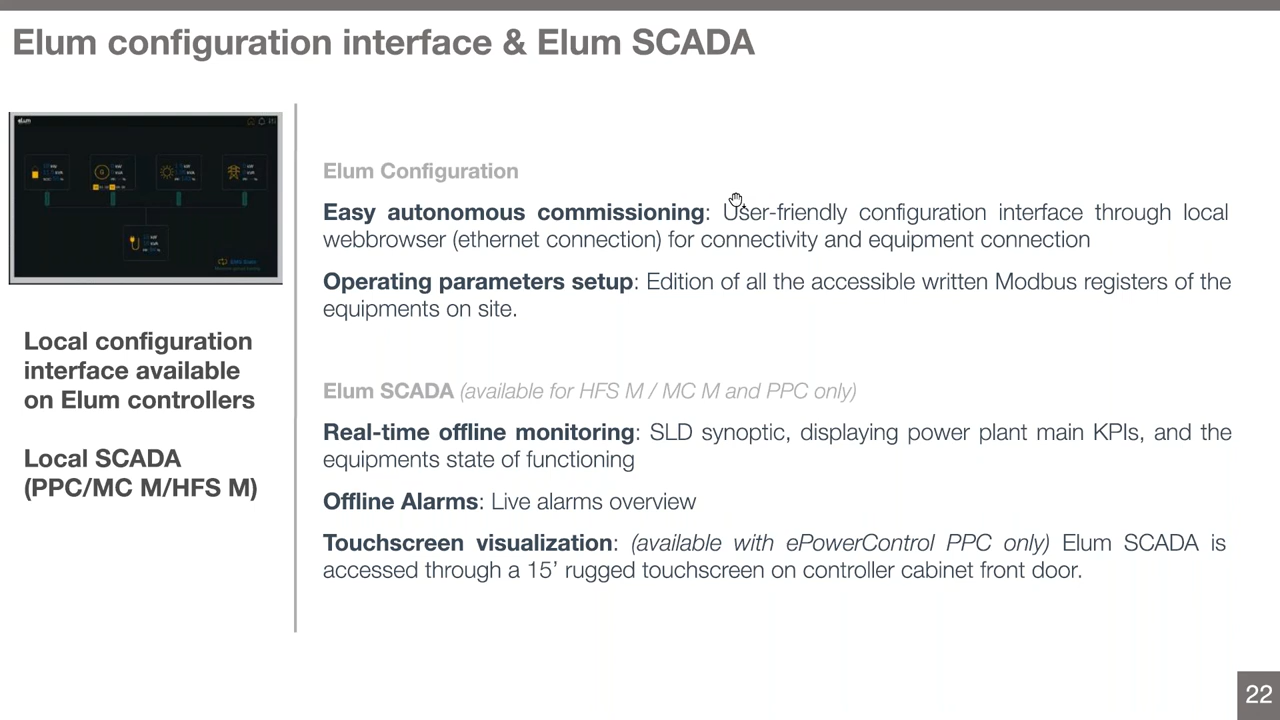 Elum configuration interface & Elum SCADA
elum
Local configuration
interface available
on Elum controllers
Local SCADA
(PPC/MC M/HFS M)
Elum Configuration
Easy autonomous commissioning: User-friendly configuration interface through local
webbrowser (ethernet connection) for connectivity and equipment connection
Operating parameters setup: Edition of all the accessible written Modbus registers of the
equipments on site.
Elum SCADA (available for HFS M / MC M and PPC only)
Real-time offline monitoring: SLD synoptic, displaying power plant main KPIs, and the
equipments state of functioning
Offline Alarms: Live alarms overview
Touchscreen visualization: (available with ePowerControl PPC only) Elum SCADA is
accessed through a 15’ rugged touchscreen on controller cabinet front door.
22